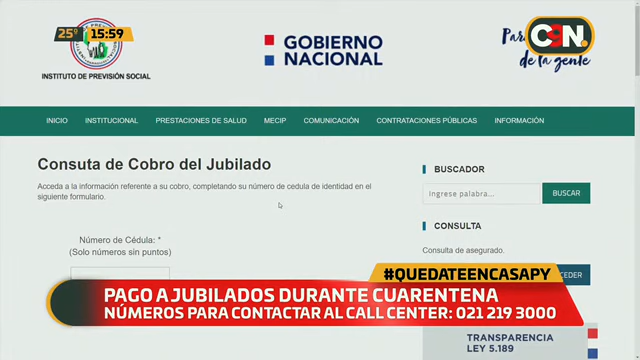 25° 15:59
INSTITUTO DE PREVISIÓN SOCIAL
GOBIERNO
NACIONAL
de la gente
C9N.
INICIO INSTITUCIONAL PRESTACIONES DE SALUD MECIP COMUNICACIÓN CONTRATACIONES PÚBLICAS INFORMACIÓN
Consuta de Cobro del Jubilado
Acceda a la información referente a su cobro, completando su número de cedula de identidad en el
siguiente formulario.
Número de Cédula: *
(Solo números sin puntos)
BUSCADOR
Ingrese palabra... BUSCAR
CONSULTA
Consulta de asegurado.
#QUEDATEENCASAPY
PAGO A JUBILADOS DURANTE CUARENTENA
NÚMEROS PARA CONTACTAR AL CALL CENTER: 021 219 3000
TRANSPARENCIA
LEY 5.189